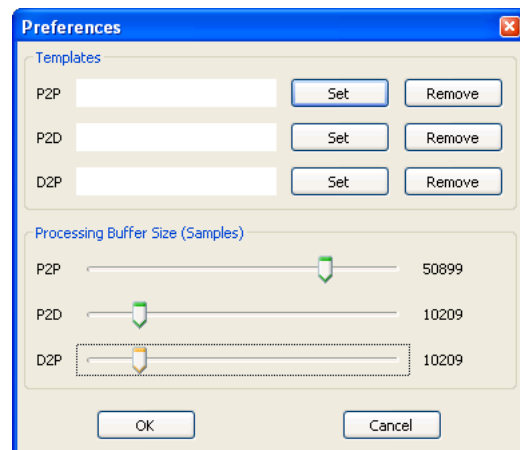 Preferences
Templates
P2P Set Remove
P2D Set Remove
D2P Set Remove
Processing Buffer Size (Samples)
P2P 50899
P2D 10209
D2P 10209
OK Cancel